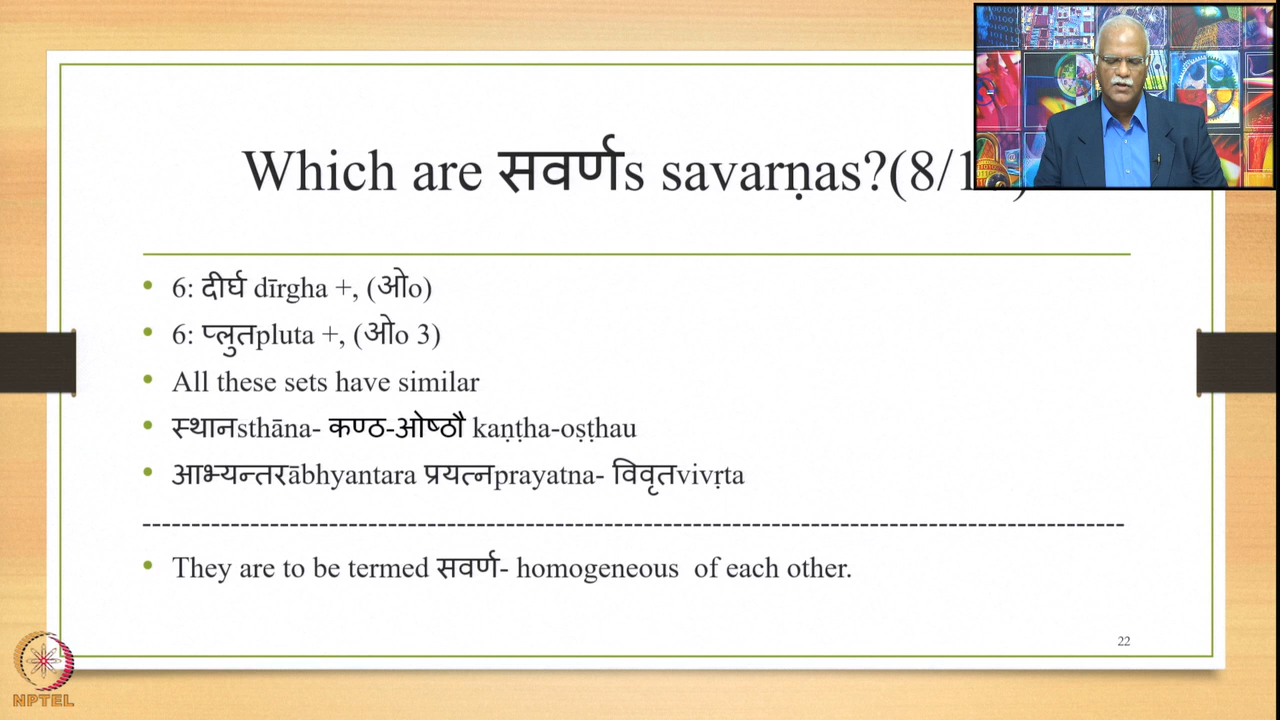 Which are सवर्णs savarṇas?(8/1
6: दीर्घ dīrgha +, (ओo)
6: प्लुतpluta +, (ओo 3)
All these sets have similar
स्थानsthāna- कण्ठ-ओष्ठौ kaṇṭha-oṣṭhau
आभ्यन्तरābhyantara प्रयत्नprayatna- विवृतvivṛta
--------------------------------------------------------------------------------------------------
They are to be termed सवर्ण- homogeneous of each other.
22
NPTEL